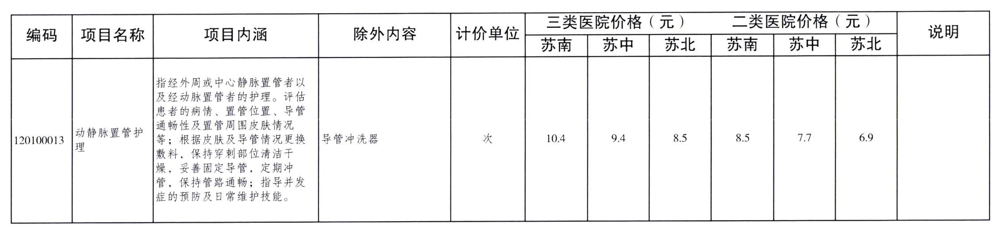 编码
项目名称
项目内涵
除外内容
计价单位
三类医院价格（元）
二类医院价格（元）
说明
苏南
苏中
苏北
苏南
苏中
苏北
120100013
动静脉置管护
理
指经外周或中心静脉置管者以
及经动脉置管者的护理。评估
患者的病情、置管位置、导管
通畅性及置管周围皮肤情况
等；根据皮肤及导管情况更换
敷料，保持穿刺部位清洁干
燥，妥善固定导管，定期冲
管，保持管路通畅；指导并发
症的预防及日常维护技能。
导管冲洗器
次
10.4
9.4
8.5
8.5
7.7
6.9